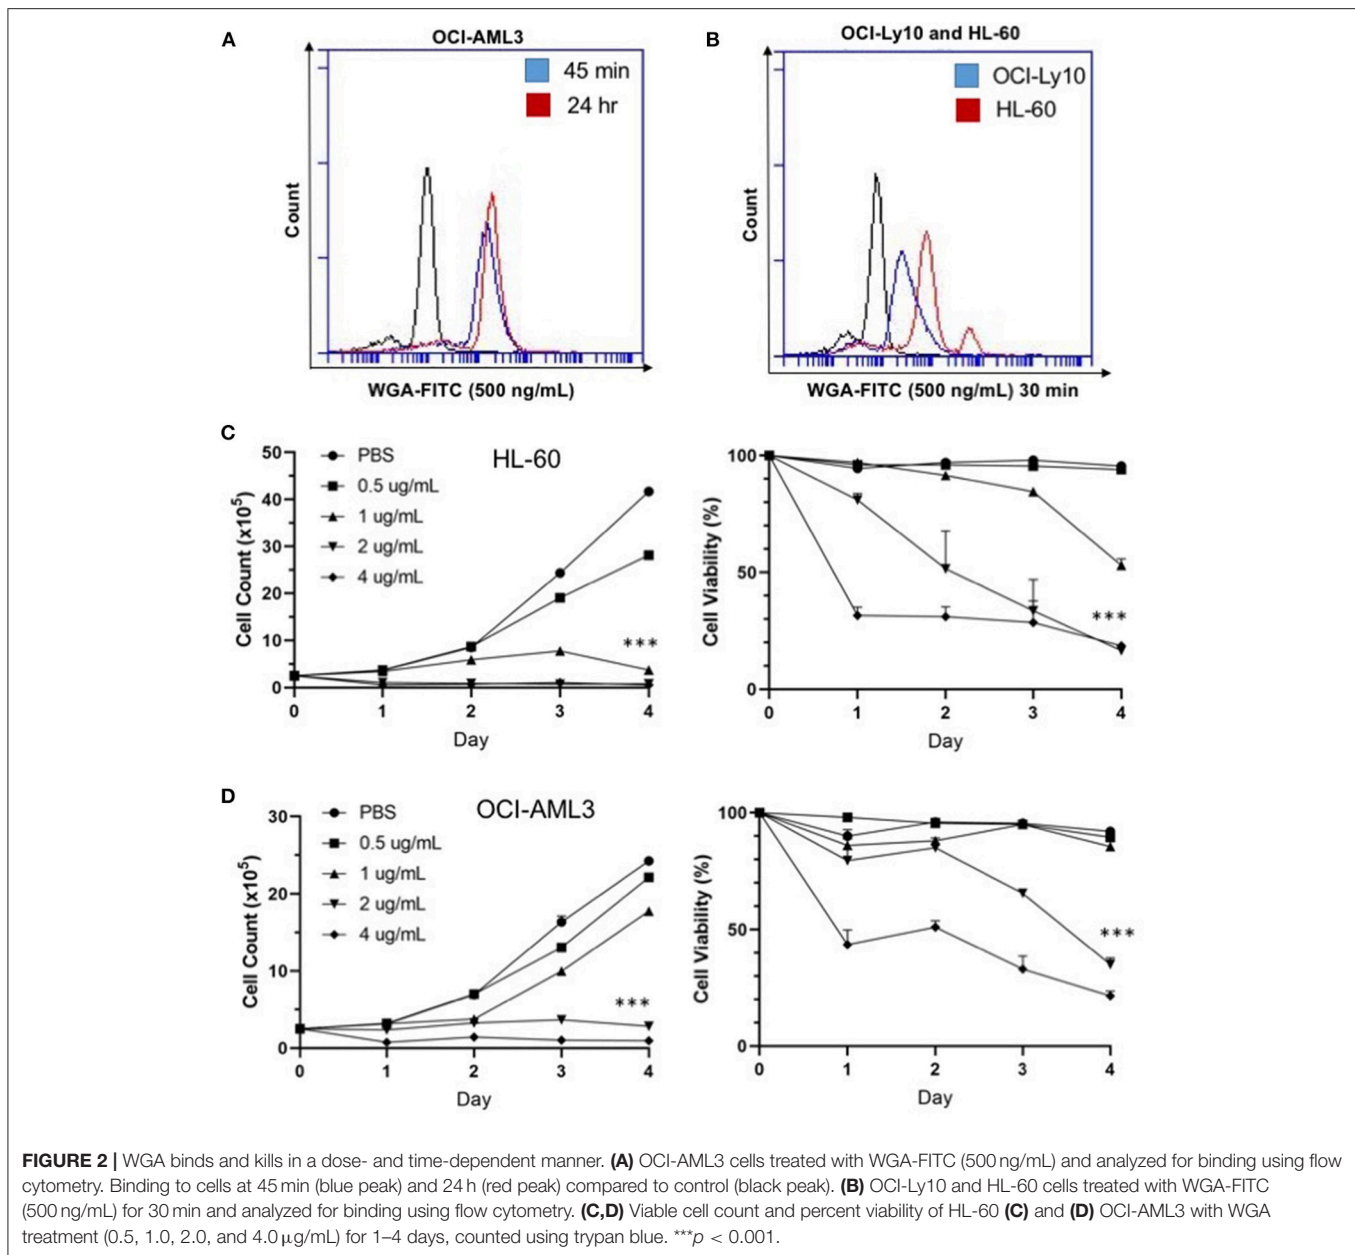 A
OCI-AML3
45 min
24 hr
Count
WGA-FITC (500 ng/mL)
B
OCI-Ly10 and HL-60
OCI-Ly10
HL-60
Count
WGA-FITC (500 ng/mL) 30 min
C
HL-60
PBS
0.5 ug/mL
1 ug/mL
2 ug/mL
4 ug/mL
Cell Count (x10⁵)
50
40
30
20
10
0
0 1 2 3 4
Day
***
Cell Viability (%)
100
50
0
0 1 2 3 4
Day
***
D
OCI-AML3
PBS
0.5 ug/mL
1 ug/mL
2 ug/mL
4 ug/mL
Cell Count (x10⁵)
30
20
10
0
0 1 2 3 4
Day
***
Cell Viability (%)
100
50
0
0 1 2 3 4
Day
***
FIGURE 2 | WGA binds and kills in a dose- and time-dependent manner. (A) OCI-AML3 cells treated with WGA-FITC (500 ng/mL) and analyzed for binding using flow
cytometry. Binding to cells at 45 min (blue peak) and 24 h (red peak) compared to control (black peak). (B) OCI-Ly10 and HL-60 cells treated with WGA-FITC
(500 ng/mL) for 30 min and analyzed for binding using flow cytometry. (C,D) Viable cell count and percent viability of HL-60 (C) and (D) OCI-AML3 with WGA
treatment (0.5, 1.0, 2.0, and 4.0 μg/mL) for 1–4 days, counted using trypan blue. ***p < 0.001.